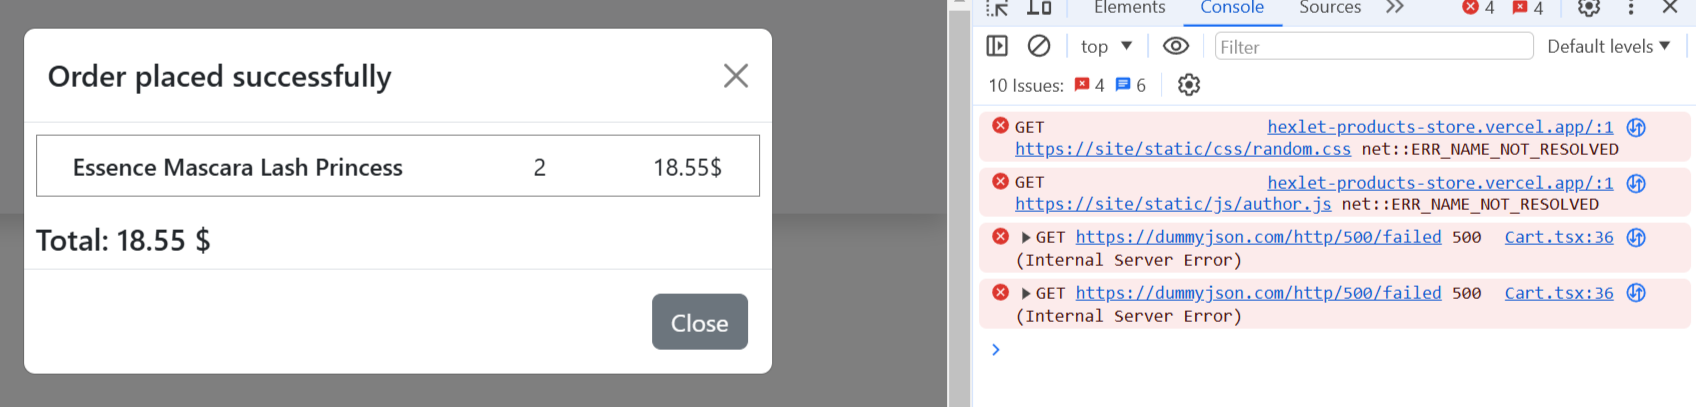 Order placed successfully
Essence Mascara Lash Princess 2 18.55$
Total: 18.55 $
Close
Elements Console Sources 4 4
top Filter Default levels
10 Issues: 4 6
GET hexlet-products-store.vercel.app/:1
https://site/static/css/random.css net::ERR_NAME_NOT_RESOLVED
GET hexlet-products-store.vercel.app/:1
https://site/static/js/author.js net::ERR_NAME_NOT_RESOLVED
GET https://dummyjson.com/http/500/failed 500 Cart.tsx:36
(Internal Server Error)
GET https://dummyjson.com/http/500/failed 500 Cart.tsx:36
(Internal Server Error)